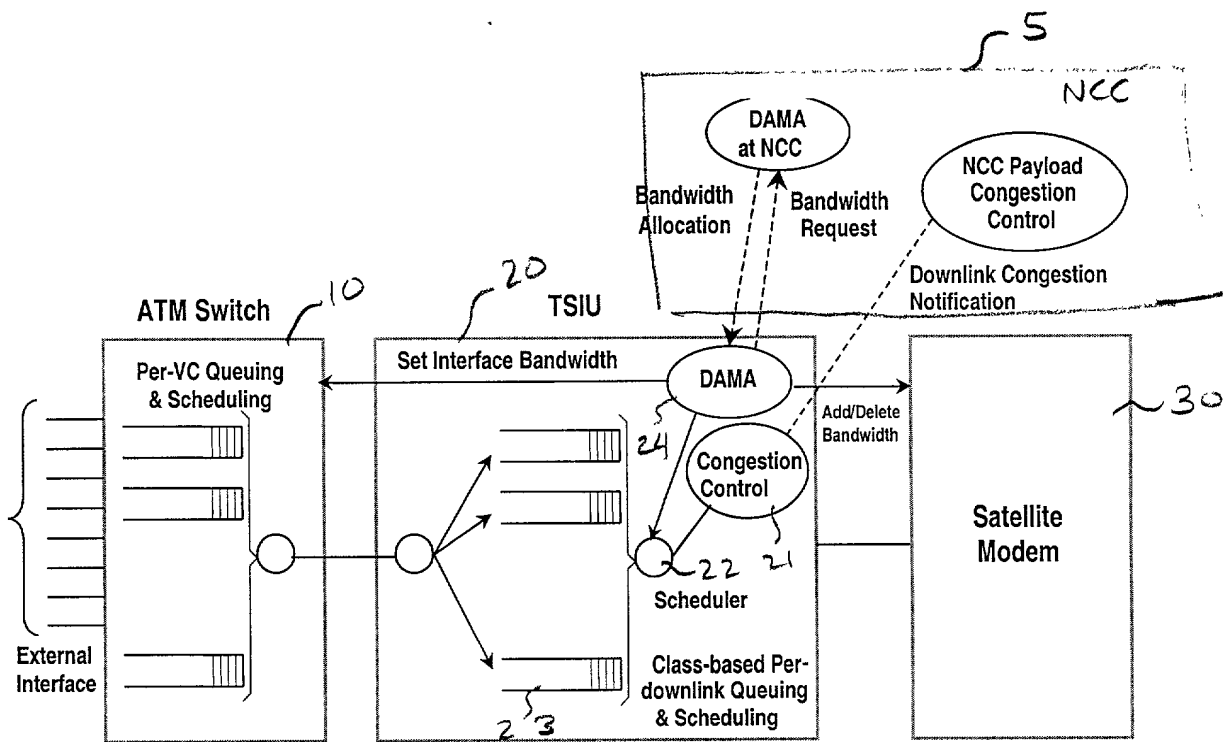 5
NCC
DAMA
at NCC
NCC Payload
Congestion
Control
Bandwidth
Allocation
Bandwidth
Request
Downlink Congestion
Notification
10
20
ATM Switch
TSIU
Per-VC Queuing
& Scheduling
Set Interface Bandwidth
DAMA
24
Add/Delete
Bandwidth
30
Congestion
Control
21
22
Scheduler
Satellite
Modem
External
Interface
23
Class-based Per-
downlink Queuing
& Scheduling